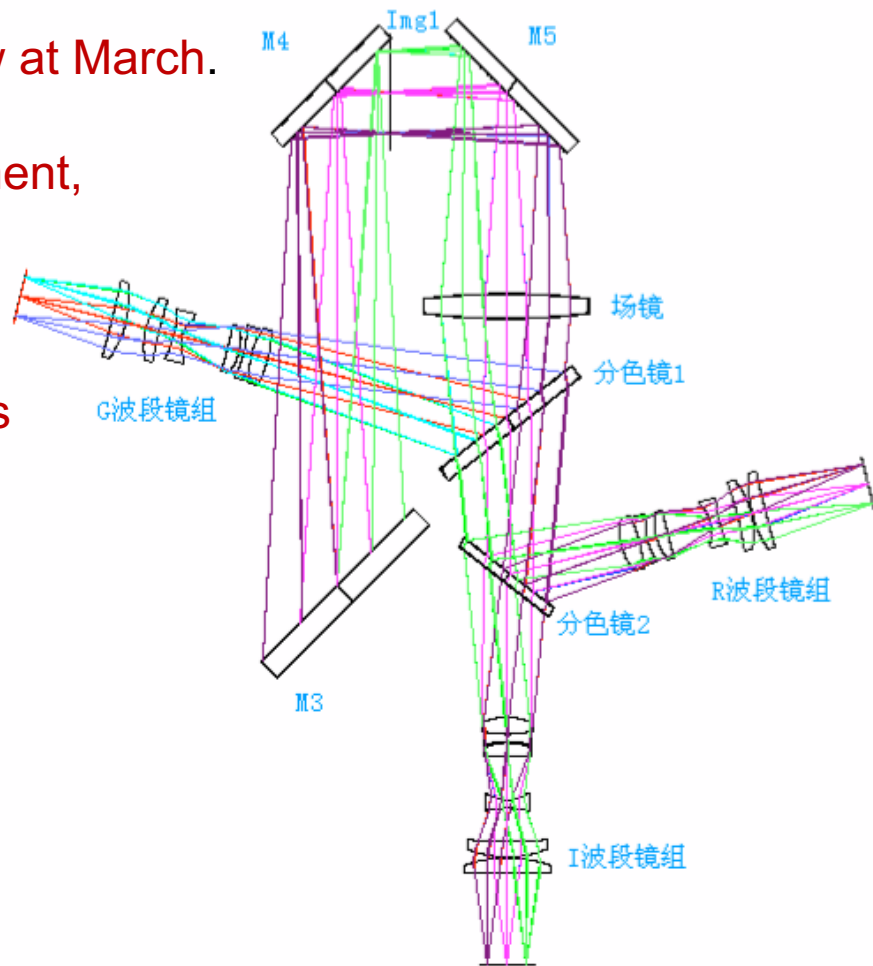 at March.
ment,
s
M4
Img1
M5
场镜
分色镜1
G波段镜组
R波段镜组
分色镜2
M3
I波段镜组